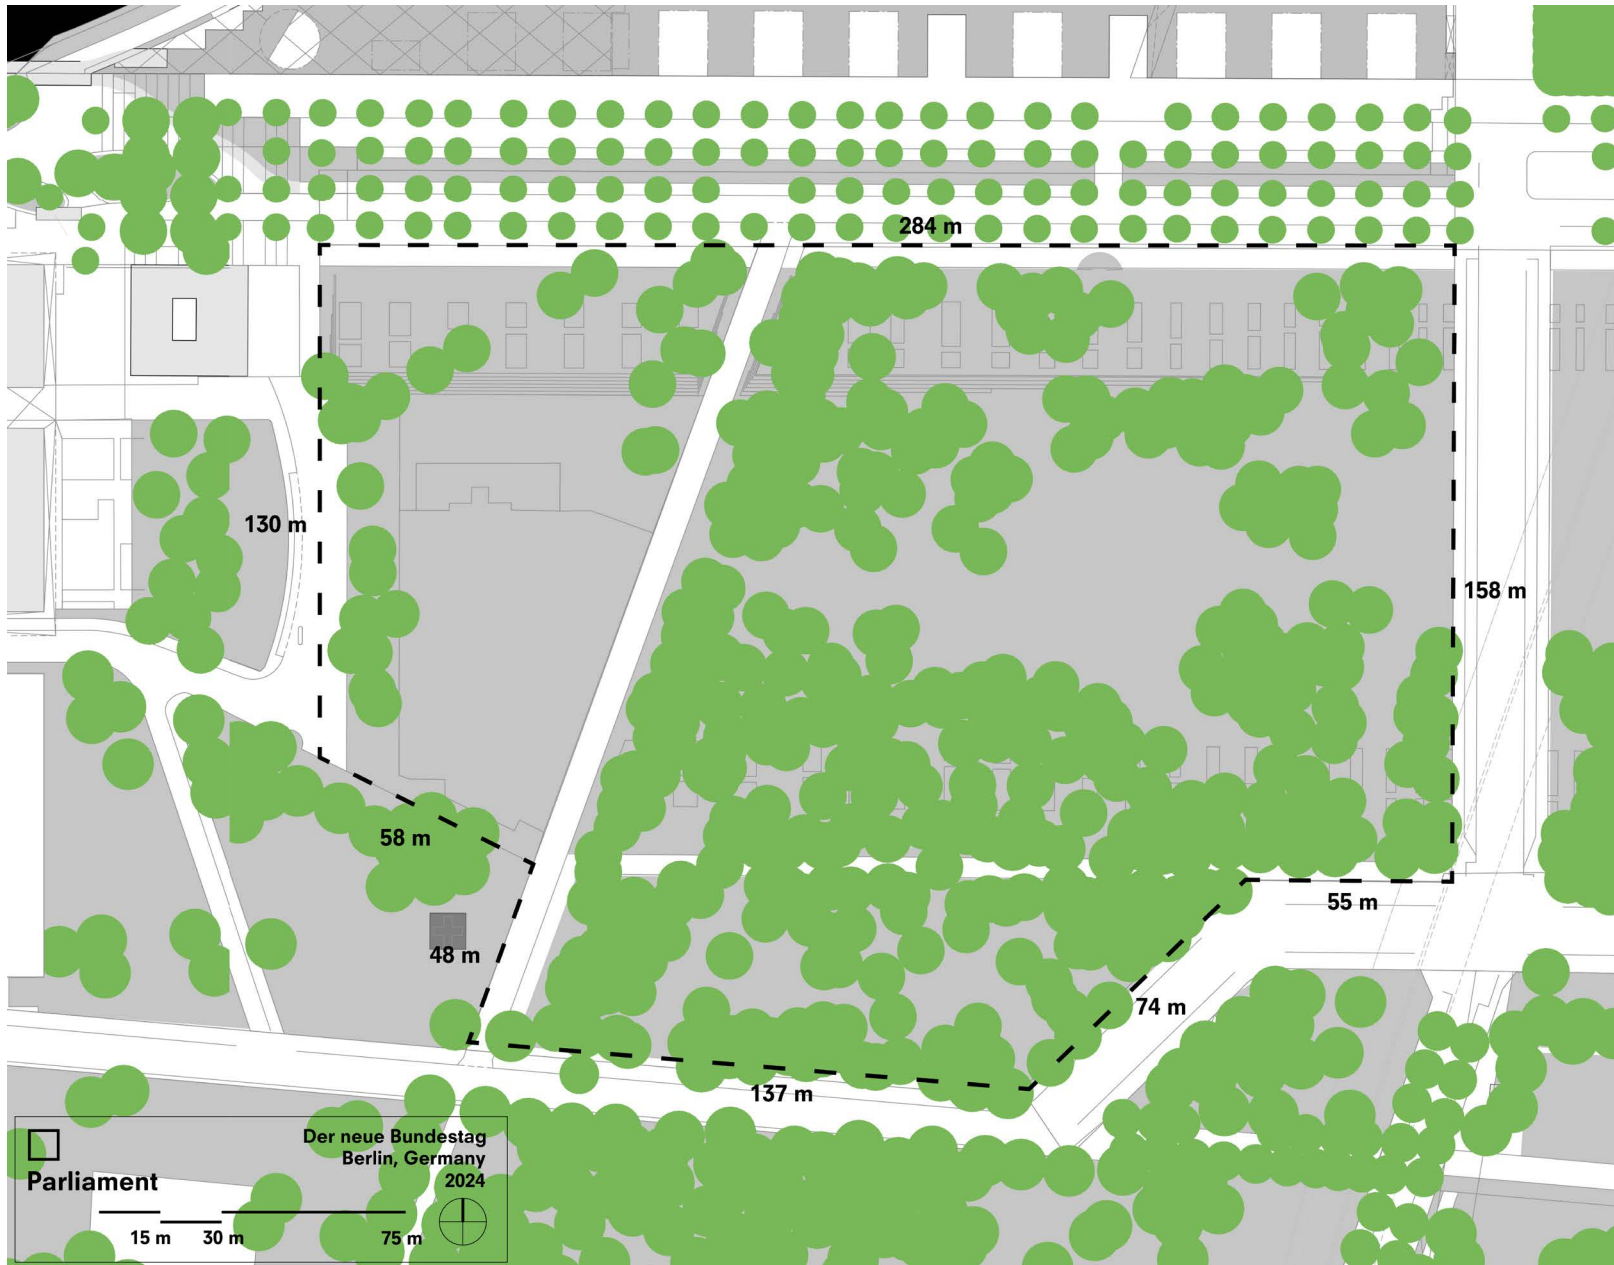 284 m
130 m
158 m
58 m
55 m
48 m
74 m
137 m
Der neue Bundestag
Berlin, Germany
2024
Parliament
15 m
30 m
75 m